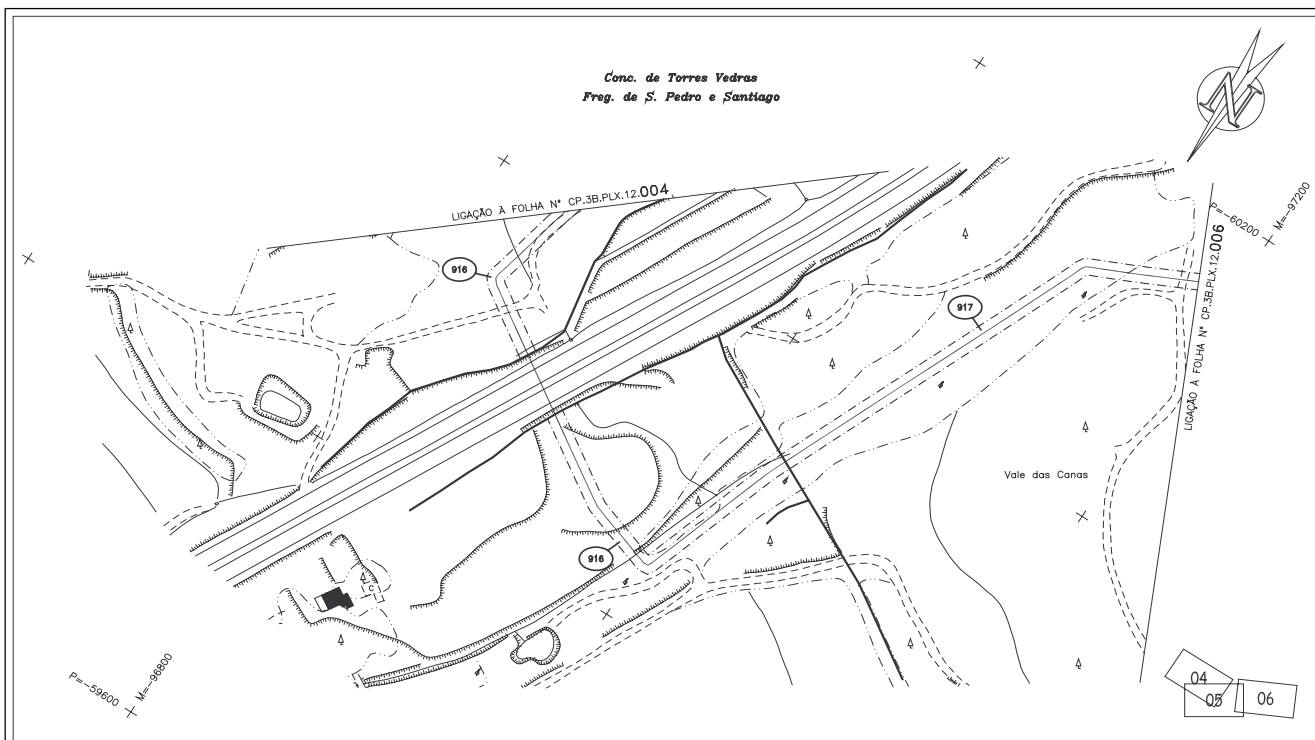 Conc. de Torres Vedras
Freg. de S. Pedro e Santiago
N
LIGAÇÃO À FOLHA Nº CP.3B.PLX.12.004
P=-60200
M=-97200
916
917
LIGAÇÃO À FOLHA Nº CP.3B.PLX.12.006
Vale das Canas
916
C
P=-59600
M=-96800
04
05
06